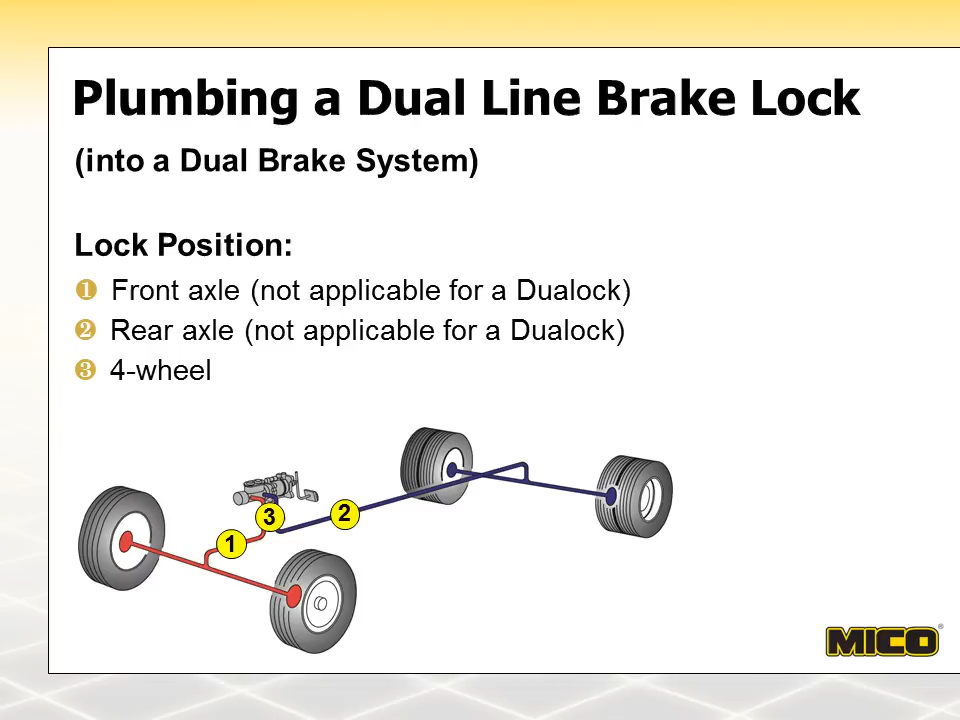 Plumbing a Dual Line Brake Lock
(into a Dual Brake System)
Lock Position:
❶ Front axle (not applicable for a Dualock)
❷ Rear axle (not applicable for a Dualock)
❸ 4-wheel
3
2
1
MICO®